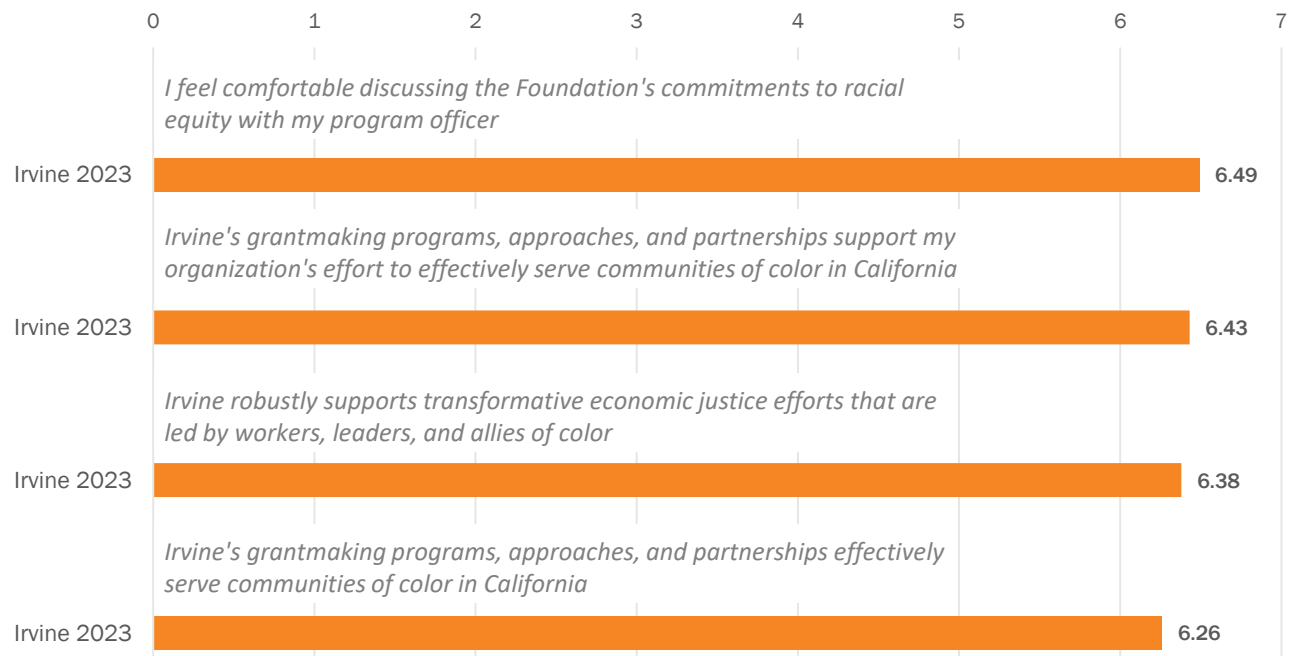 0 1 2 3 4 5 6 7
I feel comfortable discussing the Foundation's commitments to racial
equity with my program officer
Irvine 2023 6.49
Irvine's grantmaking programs, approaches, and partnerships support my
organization's effort to effectively serve communities of color in California
Irvine 2023 6.43
Irvine robustly supports transformative economic justice efforts that are
led by workers, leaders, and allies of color
Irvine 2023 6.38
Irvine's grantmaking programs, approaches, and partnerships effectively
serve communities of color in California
Irvine 2023 6.26